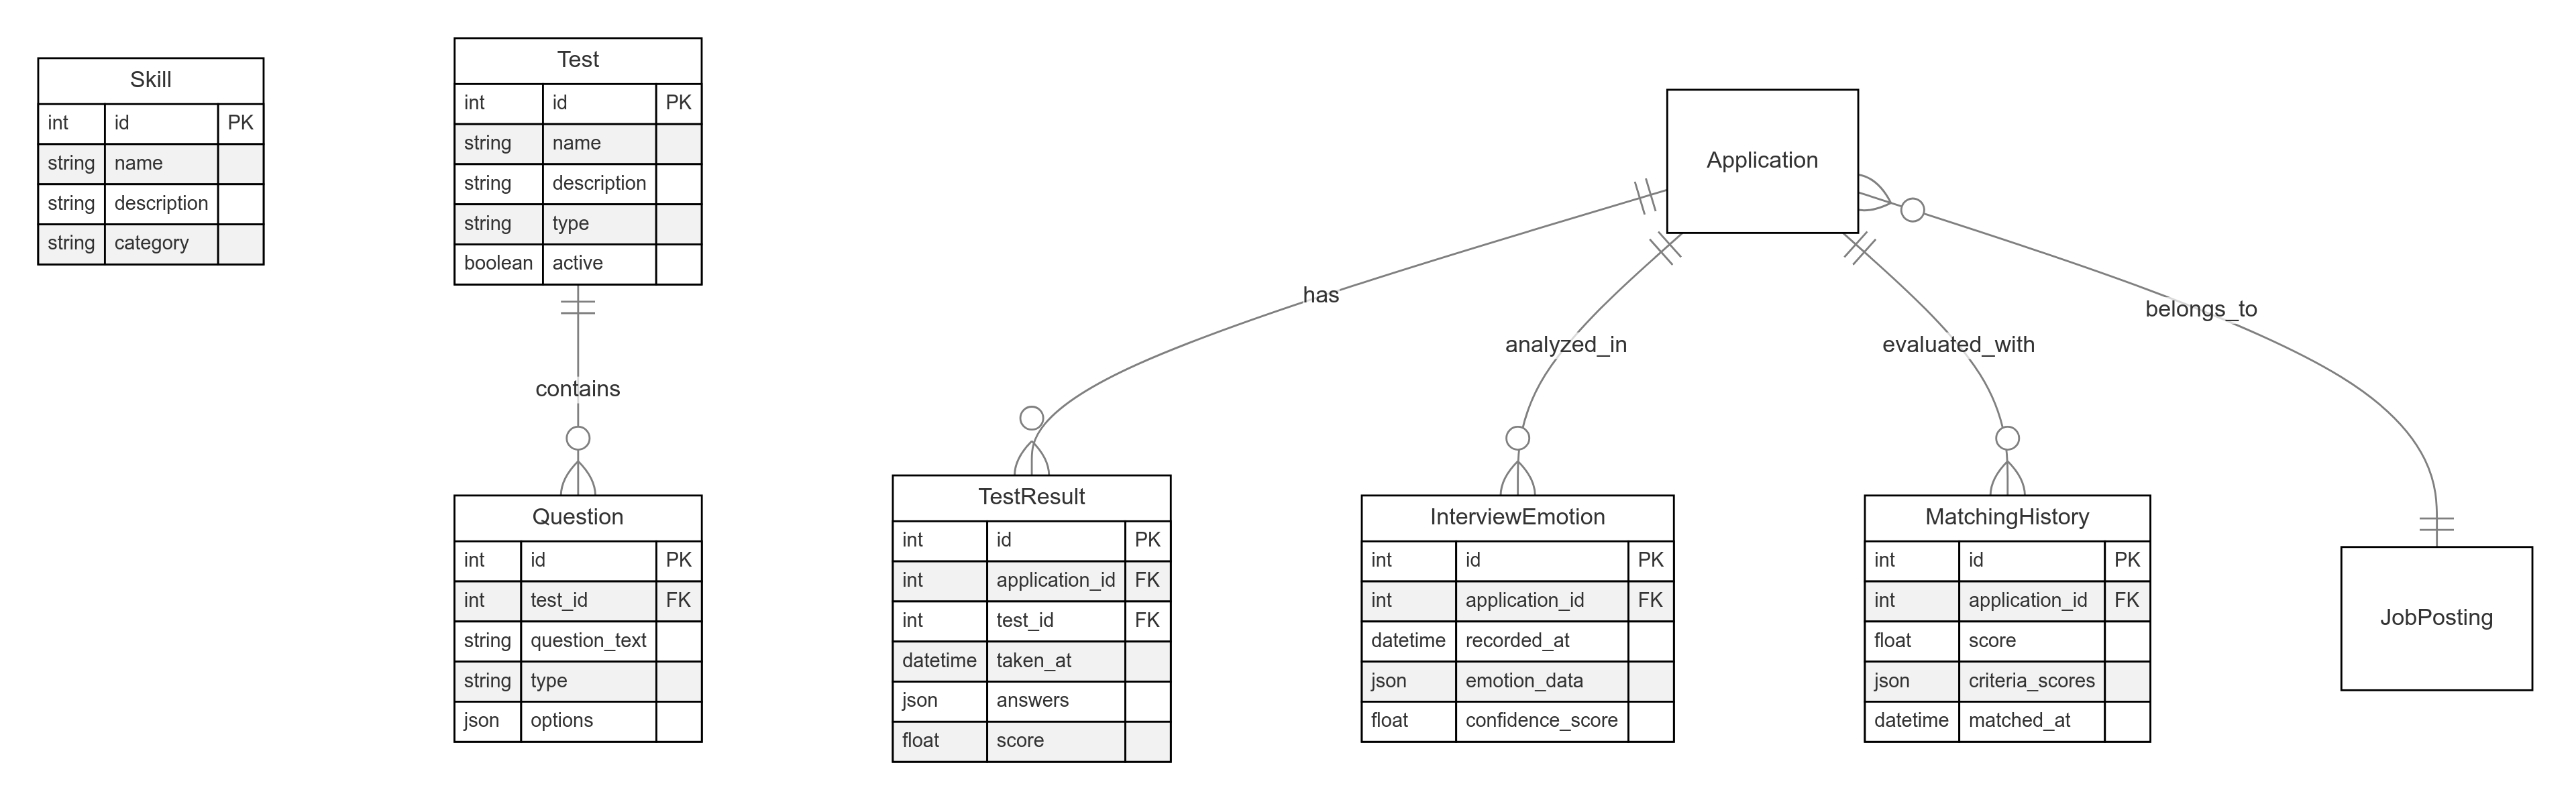 Skill
int id PK
string name
string description
string category
Test
int id PK
string name
string description
string type
boolean active
contains
Question
int id PK
int test_id FK
string question_text
string type
json options
Application
has
analyzed_in
evaluated_with
belongs_to
TestResult
int id PK
int application_id FK
int test_id FK
datetime taken_at
json answers
float score
InterviewEmotion
int id PK
int application_id FK
datetime recorded_at
json emotion_data
float confidence_score
MatchingHistory
int id PK
int application_id FK
float score
json criteria_scores
datetime matched_at
JobPosting